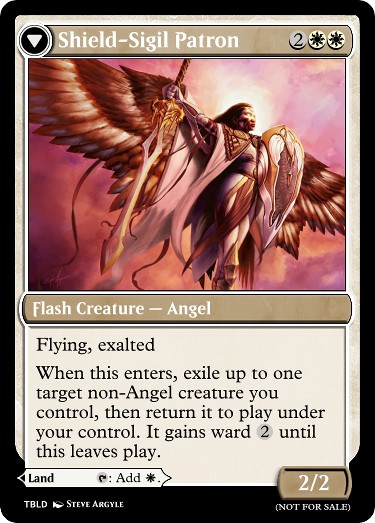 Shield-Sigil Patron 2
Flash Creature — Angel
Flying, exalted
When this enters, exile up to one
target non-Angel creature you
control, then return it to play under
your control. It gains ward 2 until
this leaves play.
Land : Add .
2/2
TBLD Steve Argyle
(NOT FOR SALE)